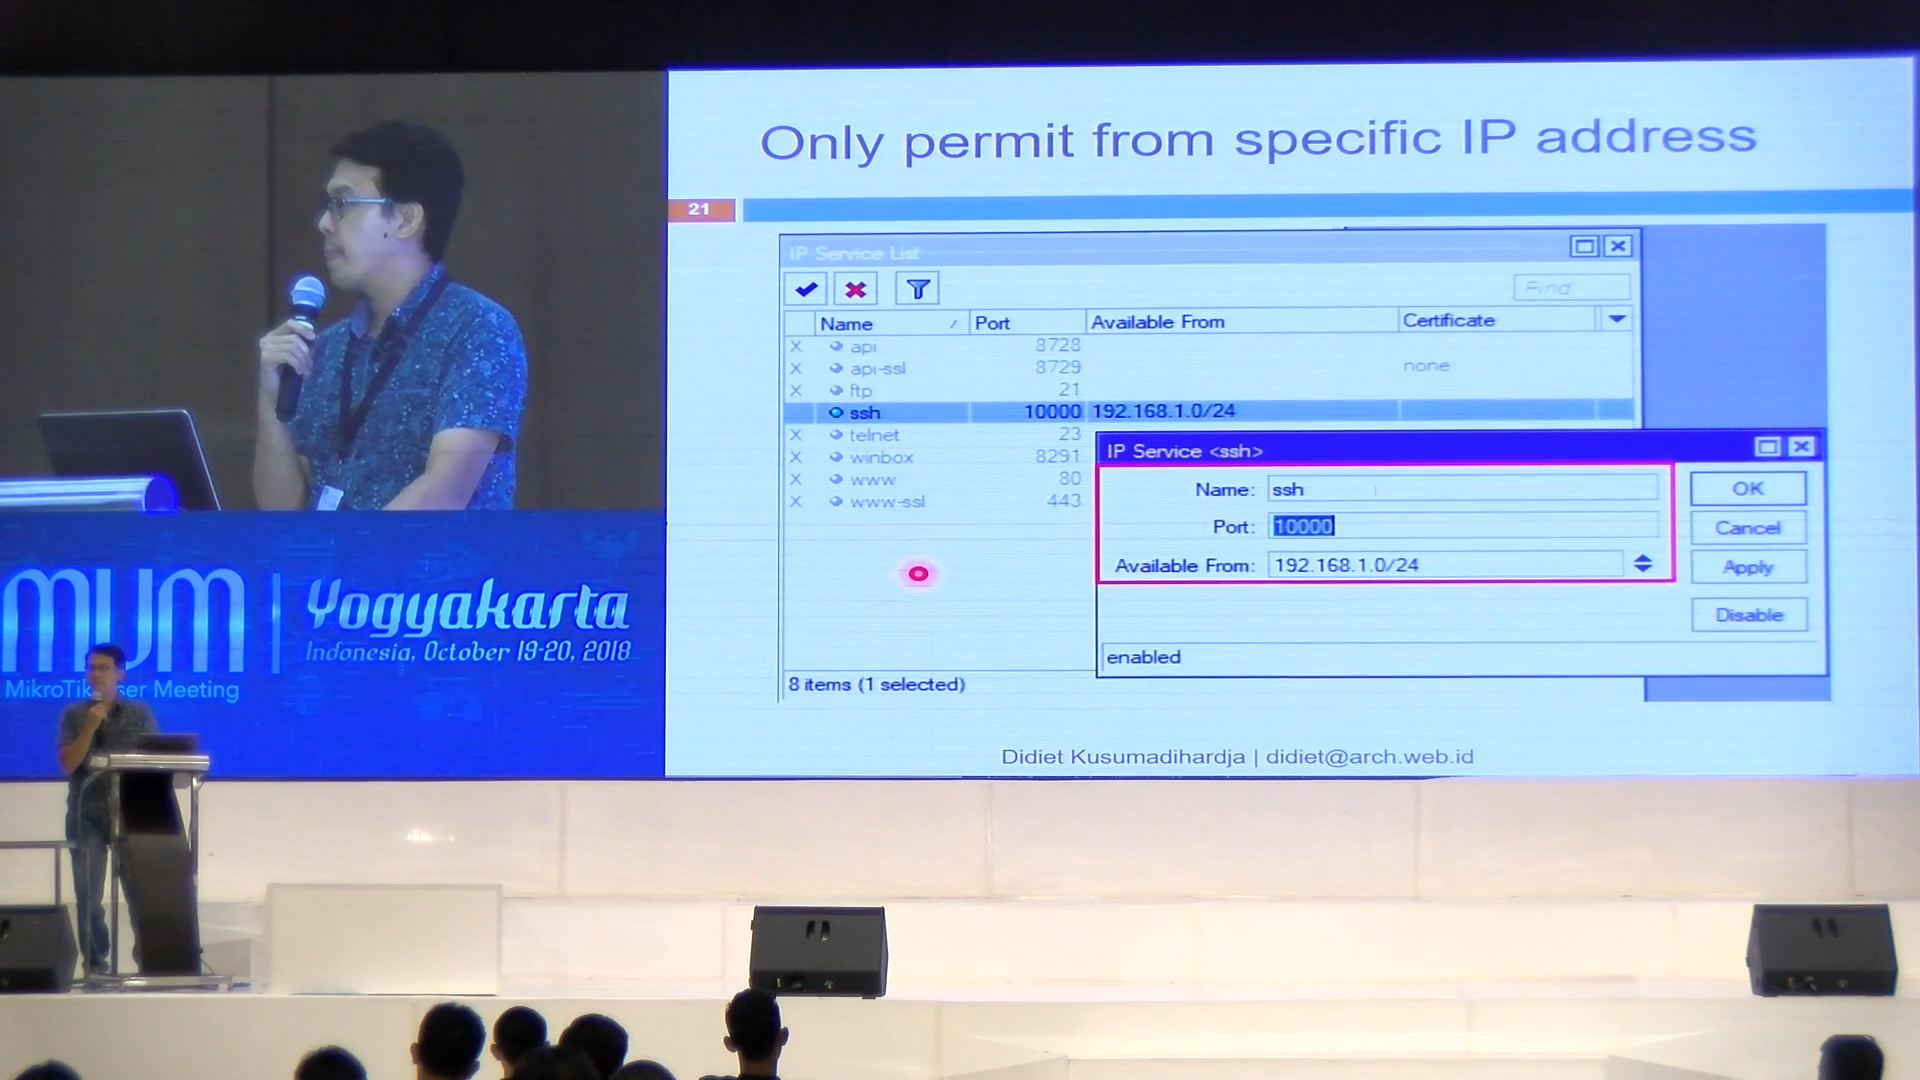 Only permit from specific IP address
21
IP Service List
Find
Name Port Available From Certificate
X api 8728
X api-ssl 8729 none
X ftp 21
ssh 10000 192.168.1.0/24
X telnet 23
X winbox 8291
X www 80
X www-ssl 443
8 items (1 selected)
IP Service <ssh>
Name: ssh
Port: 10000
Available From: 192.168.1.0/24
OK
Cancel
Apply
Disable
enabled
Didiet Kusumadihardja | didiet@arch.web.id
MUM
MikroTik ser Meeting
Yogyakarta
Indonesia, October 19-20, 2018